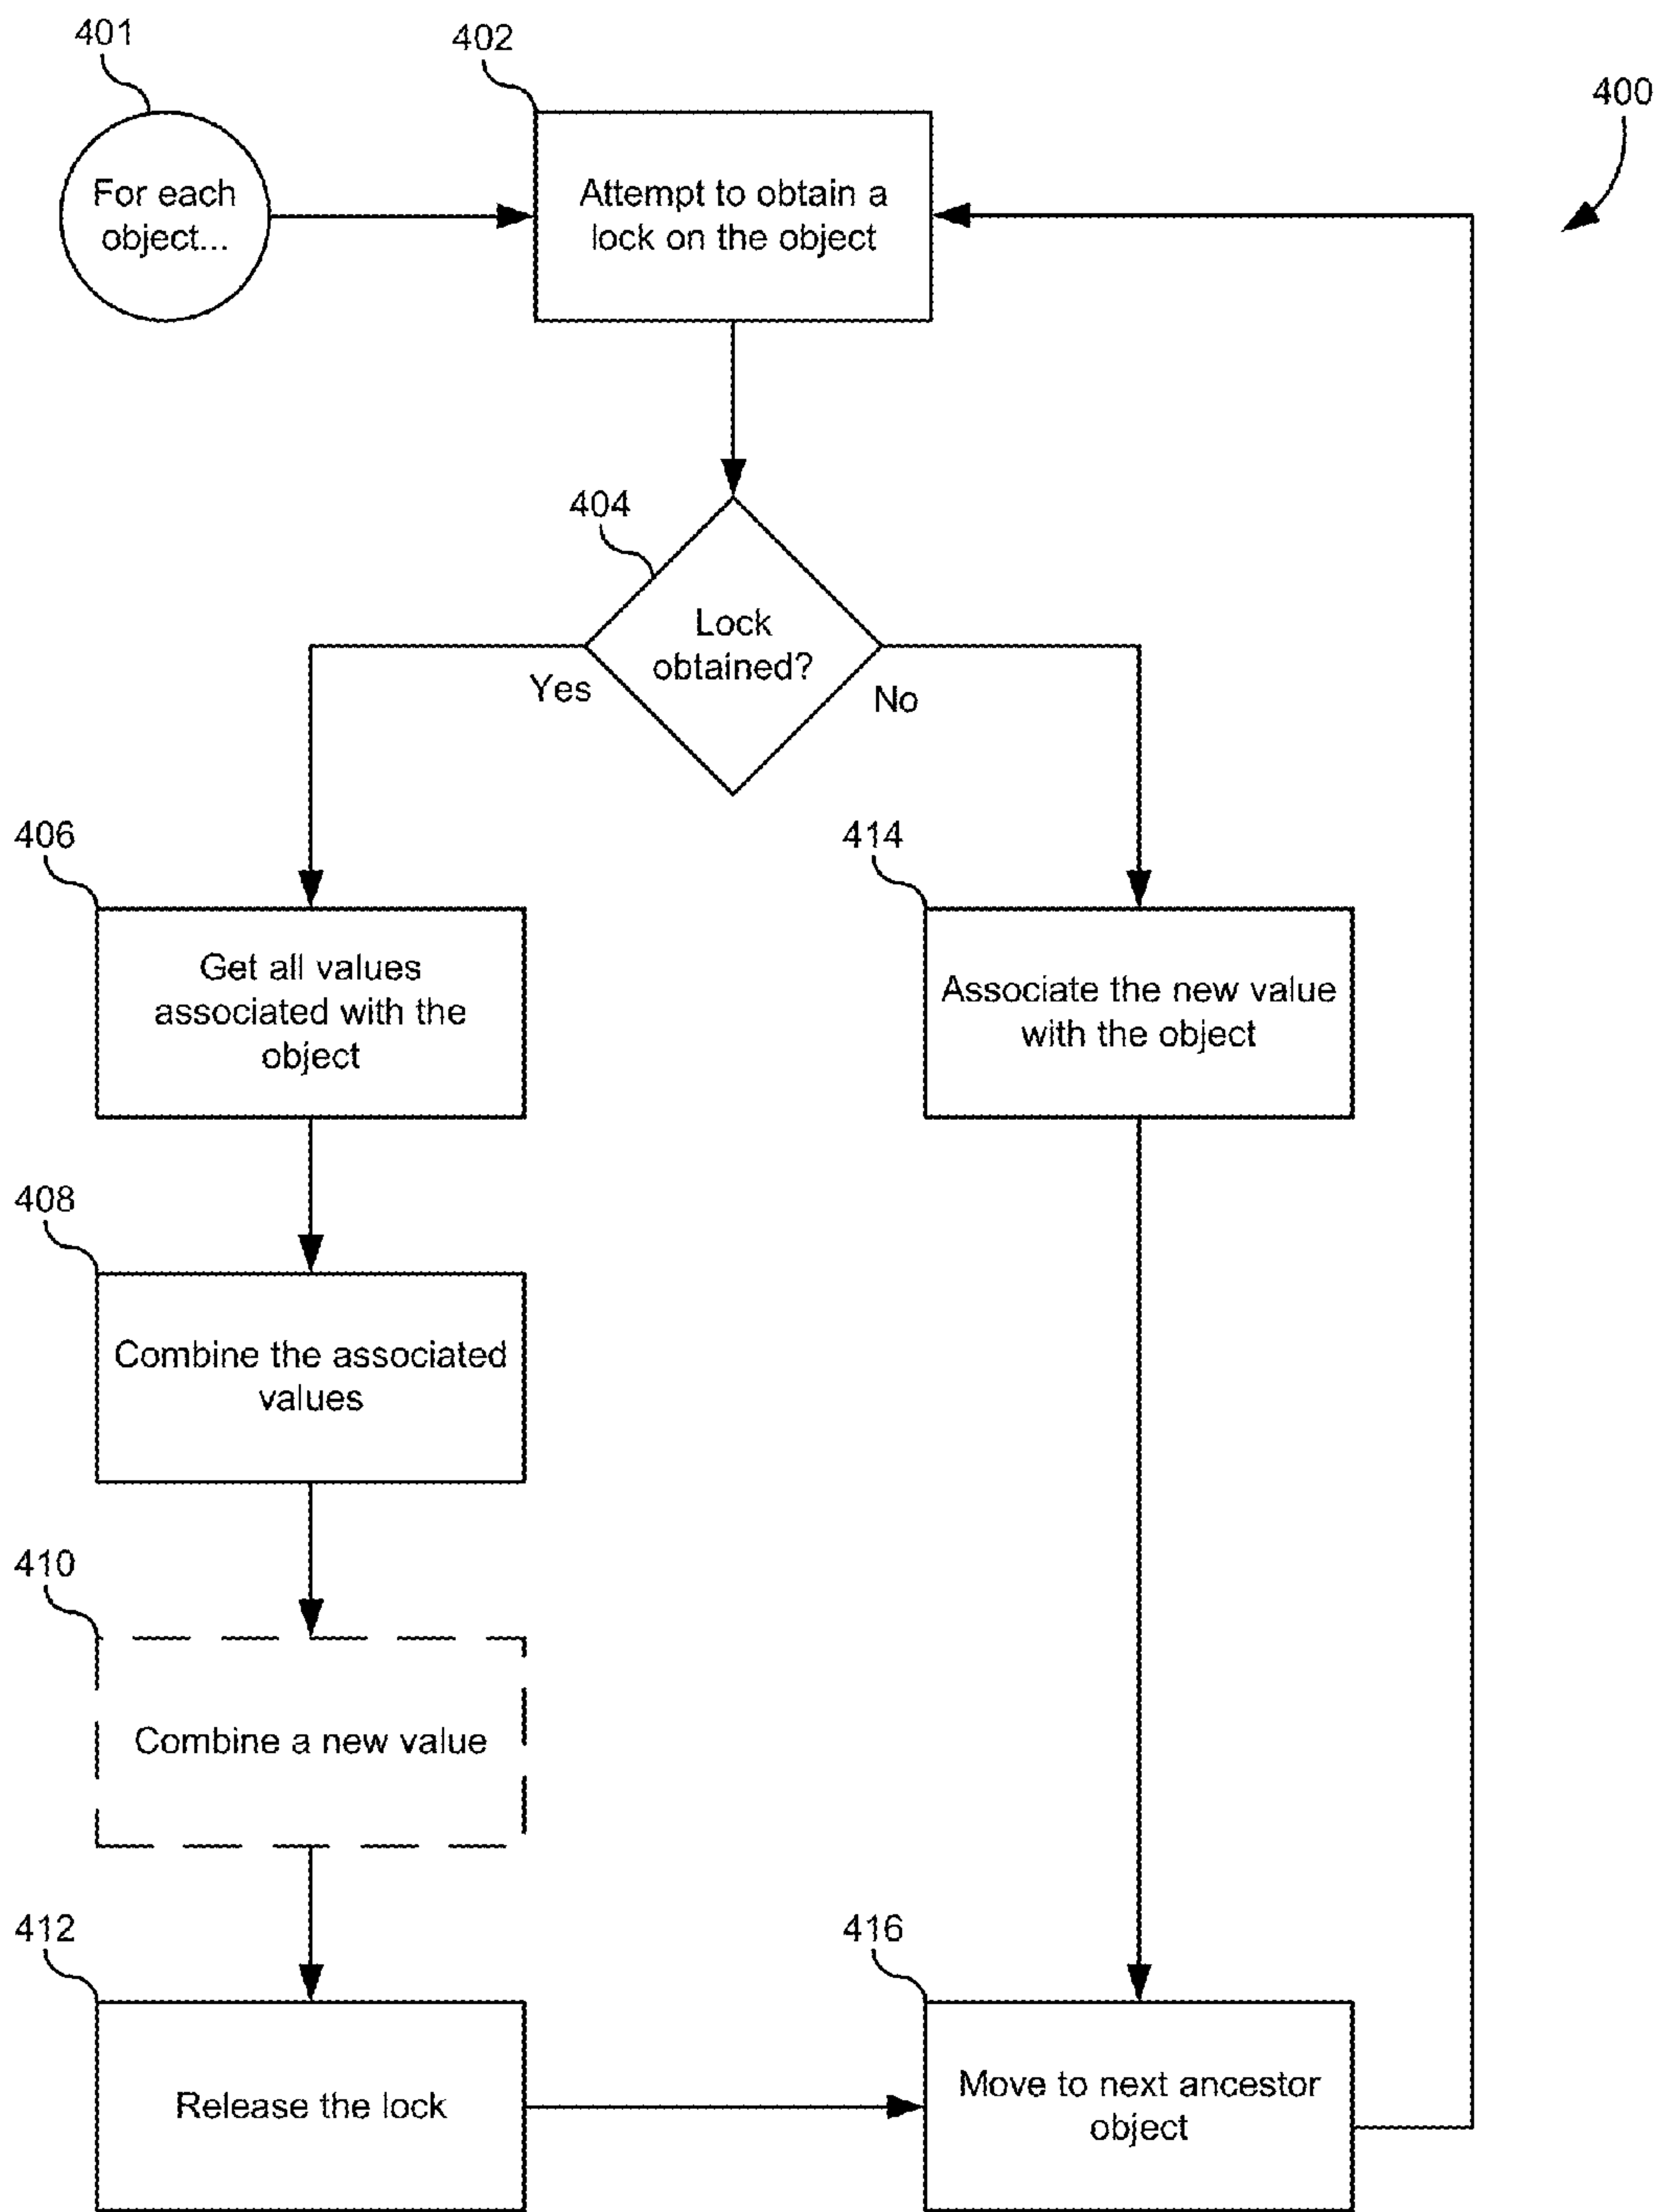 401
402
400
For each
object...
Attempt to obtain a
lock on the object
404
Lock
obtained?
Yes
No
406
414
Get all values
associated with the
object
Associate the new value
with the object
408
Combine the associated
values
410
Combine a new value
412
416
Release the lock
Move to next ancestor
object